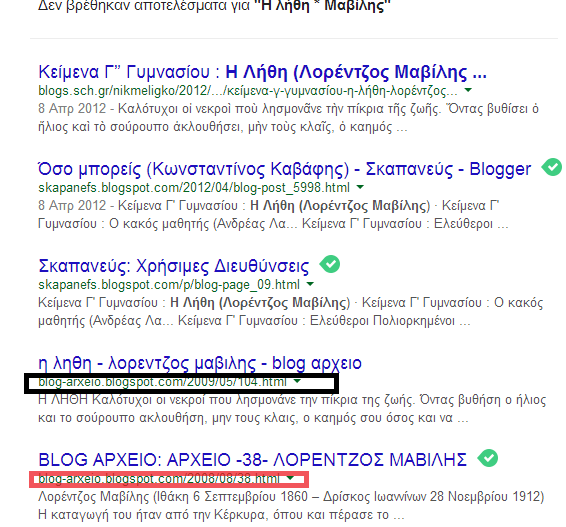 Δεν βρέθηκαν αποτελέσματα για "Η λήθη * Μαβίλης"
Κείμενα Γ" Γυμνασίου : Η Λήθη (Λορέντζος Μαβίλης ...
blogs.sch.gr/nikmeligko/2012/.../κείμενα-γ-γυμνασίου-η-λήθη-λορέντζος...
8 Απρ 2012 - Καλότυχοι οἱ νεκροὶ ποὺ λησμονᾶνε τὴν πίκρια τῆς ζωῆς. Ὄντας βυθίσει ὁ
ἥλιος καὶ τὸ σούρουπο ἀκλουθήσει, μὴν τοὺς κλαῖς, ὁ καημός ...
Όσο μπορείς (Κωνσταντίνος Καβάφης) - Σκαπανεύς - Blogger
skapanefs.blogspot.com/2012/04/blog-post_5998.html
8 Απρ 2012 - Κείμενα Γ' Γυμνασίου : Η Λήθη (Λορέντζος Μαβίλης) · Κείμενα Γ'
Γυμνασίου : Ο κακός μαθητής (Ανδρέας Λα... Κείμενα Γ' Γυμνασίου : Ελεύθεροι ...
Σκαπανεύς: Χρήσιμες Διευθύνσεις
skapanefs.blogspot.com/p/blog-page_09.html
Κείμενα Γ' Γυμνασίου : Η Λήθη (Λορέντζος Μαβίλης) · Κείμενα Γ' Γυμνασίου : Ο κακός
μαθητής (Ανδρέας Λα... Κείμενα Γ' Γυμνασίου : Ελεύθεροι Πολιορκημένοι ...
η ληθη - λορεντζος μαβιλης - blog αρχειο
blog-arxeio.blogspot.com/2009/05/104.html
Η ΛΗΘΗ Καλότυχοι οι νεκροί που λησμονάνε την πίκρια της ζωής. Όντας βυθήση ο ήλιος
και το σούρουπο ακλουθήση, μην τους κλαις, ο καημός σου όσος και να ...
BLOG ΑΡΧΕΙΟ: ΑΡΧΕΙΟ -38- ΛΟΡΕΝΤΖΟΣ ΜΑΒΙΛΗΣ
blog-arxeio.blogspot.com/2008/08/38.html
Λορέντζος Μαβίλης (Ιθάκη 6 Σεπτεμβρίου 1860 – Δρίσκος Ιωαννίνων 28 Νοεμβρίου 1912)
Η καταγωγή του ήταν από την Κέρκυρα, όπου και πέρασε το ...